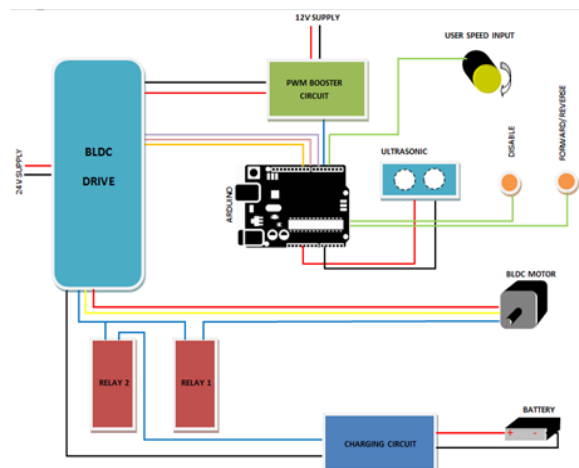 12V SUPPLY
USER SPEED INPUT
PWM BOOSTER
CIRCUIT
BLDC
DRIVE
24V SUPPLY
ULTRASONIC
DISABLE
FORWARD/REVERSE
ARDUINO
BLDC MOTOR
RELAY 2
RELAY 1
BATTERY
+ -
CHARGING CIRCUIT